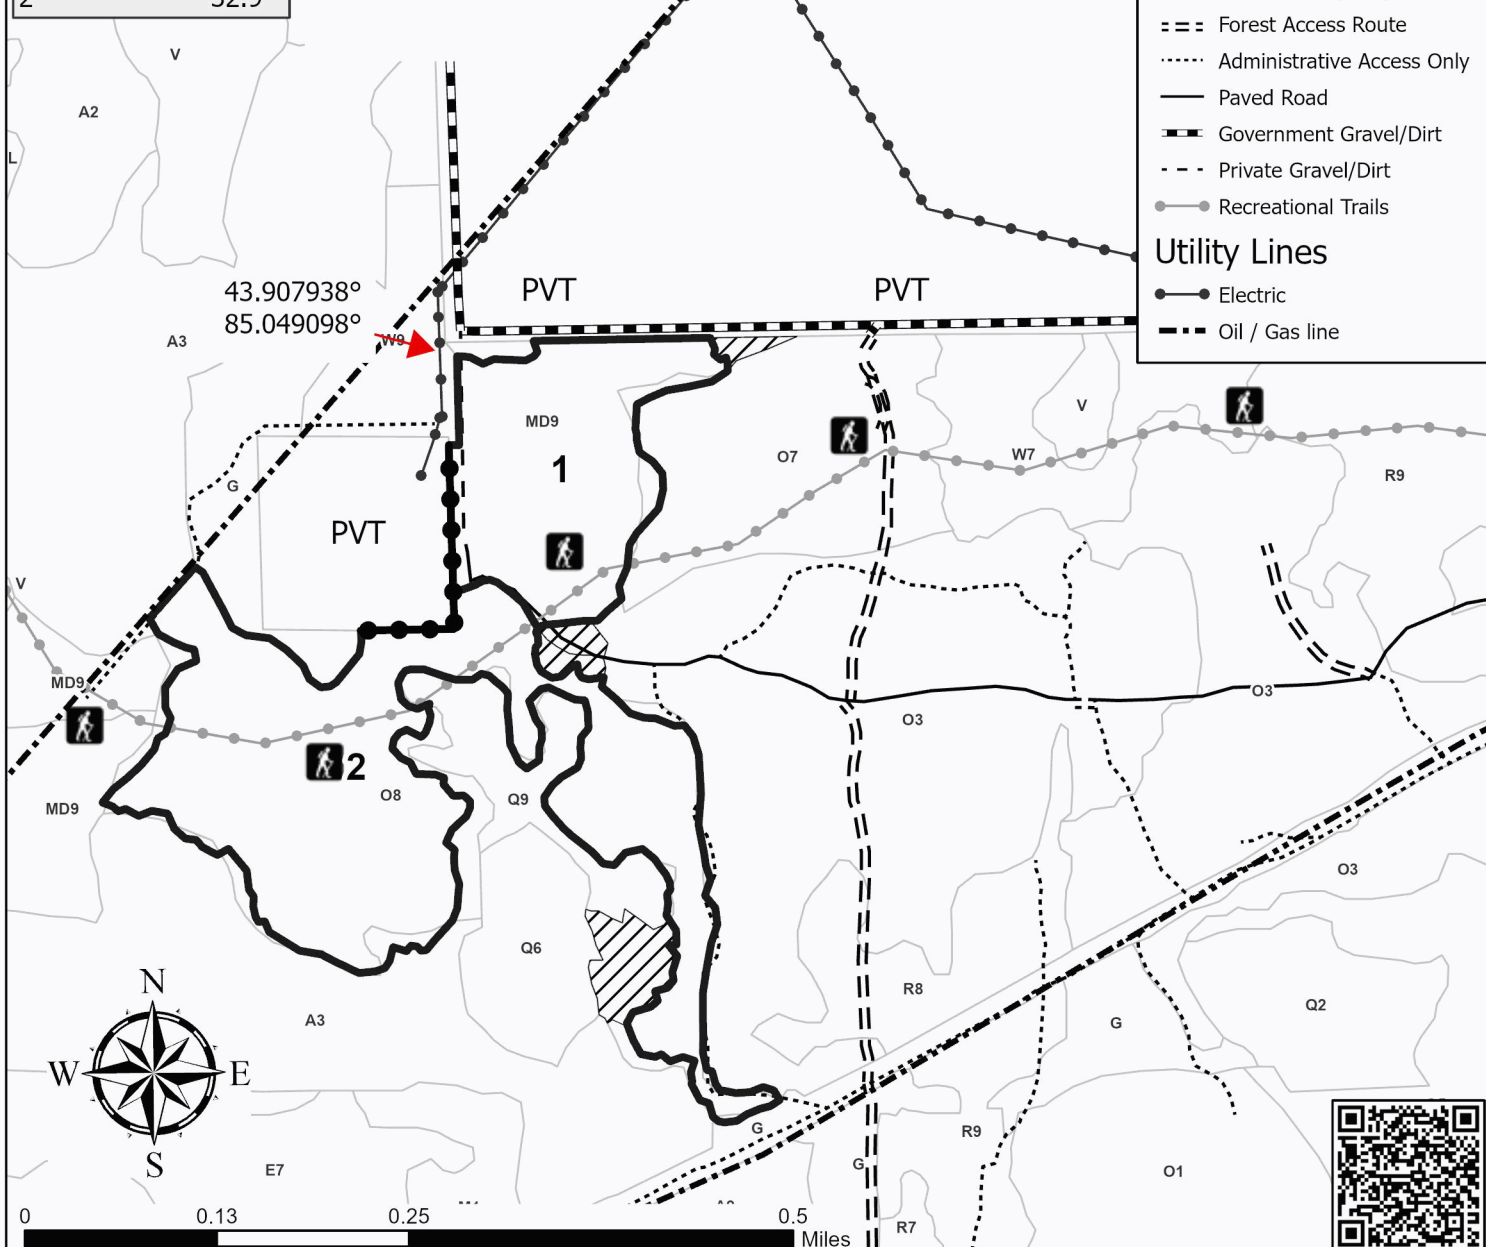 2 32.9
Forest Access Route
Administrative Access Only
Paved Road
Government Gravel/Dirt
Private Gravel/Dirt
Recreational Trails
Utility Lines
Electric
Oil / Gas line
V
A2
L
43.907938°
85.049098°
PVT
PVT
A3
W9
MD9
V
1
O7
W7
R9
G
PVT
V
MD9
O3
O3
2
MD9
O8
Q9
O3
Q6
R8
Q2
A3
G
N
W E
S
G
R9
E7
G
O1
R7
0 0.13 0.25 0.5
Miles